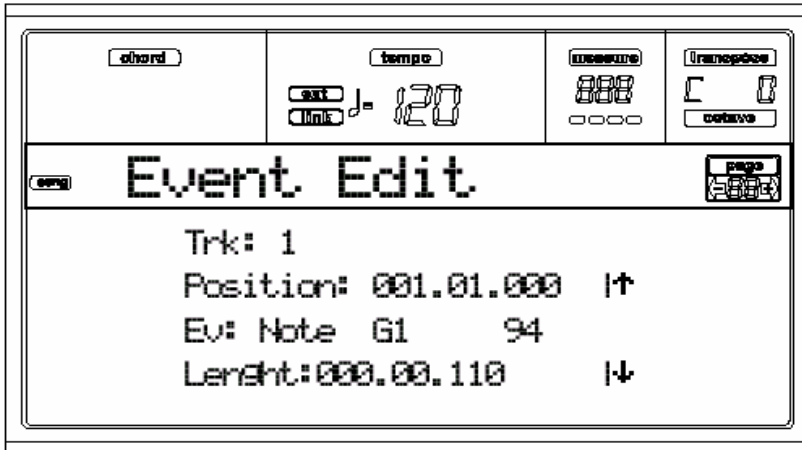 chord tempo measure transpose
ext
link 120 888 C 0
octave
song Event Edit page
88
Trk: 1
Position: 001.01.000
Ev: Note G1 94
Lenght:000.00.110